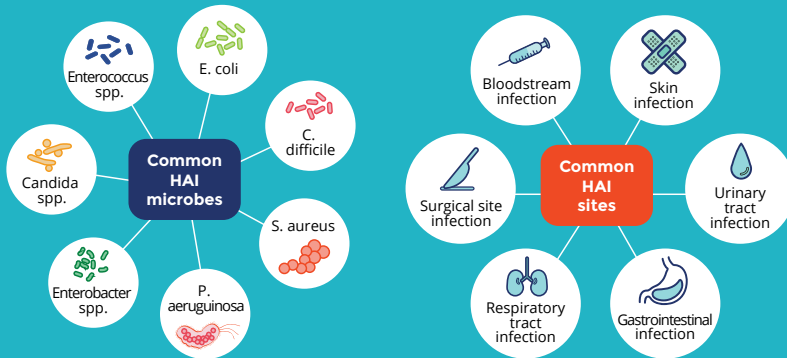 Common
HAI
microbes
Enterococcus
spp.
E. coli
C.
difficile
S. aureus
P.
aeruginosa
Enterobacter
spp.
Candida
spp.
Common
HAI
sites
Bloodstream
infection
Skin
infection
Urinary
tract
infection
Gastrointestinal
infection
Respiratory
tract
infection
Surgical site
infection